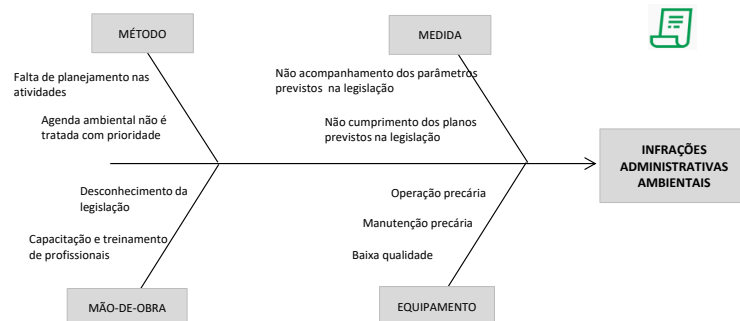 MÉTODO
MEDIDA
Falta de planejamento nas
atividades
Agenda ambiental não é
tratada com prioridade
Não acompanhamento dos parâmetros
previstos na legislação
Não cumprimento dos planos
previstos na legislação
INFRAÇÕES
ADMINISTRATIVAS
AMBIENTAIS
Desconhecimento da
legislação
Capacitação e treinamento
de profissionais
Operação precária
Manutenção precária
Baixa qualidade
MÃO-DE-OBRA
EQUIPAMENTO